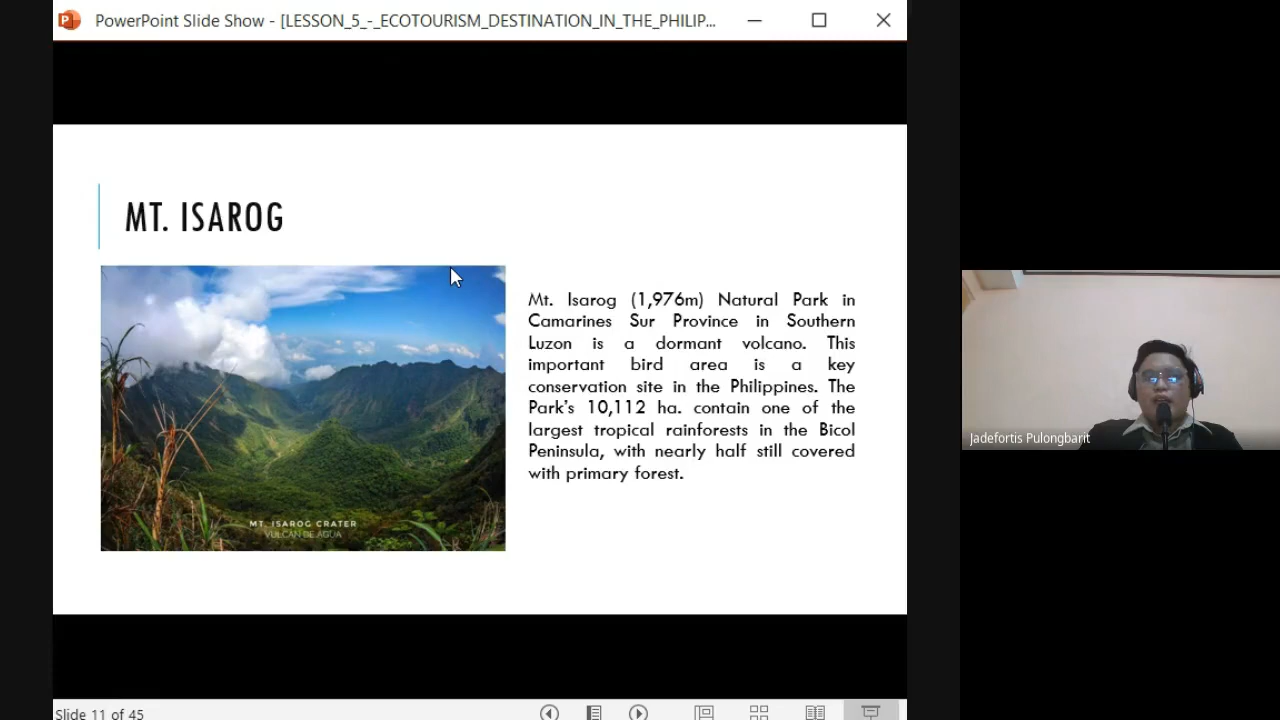 PowerPoint Slide Show - [LESSON_5_-_ECOTOURISM_DESTINATION_IN_THE_PHILIP...
MT. ISAROG
Mt. Isarog (1,976m) Natural Park in
Camarines Sur Province in Southern
Luzon is a dormant volcano. This
important bird area is a key
conservation site in the Philippines. The
Park's 10,112 ha. contain one of the
largest tropical rainforests in the Bicol
Peninsula, with nearly half still covered
with primary forest.
MT. ISAROG CRATER
VULCAN DE AGUA
Jadefortis Pulongbarit
Slide 11 of 45